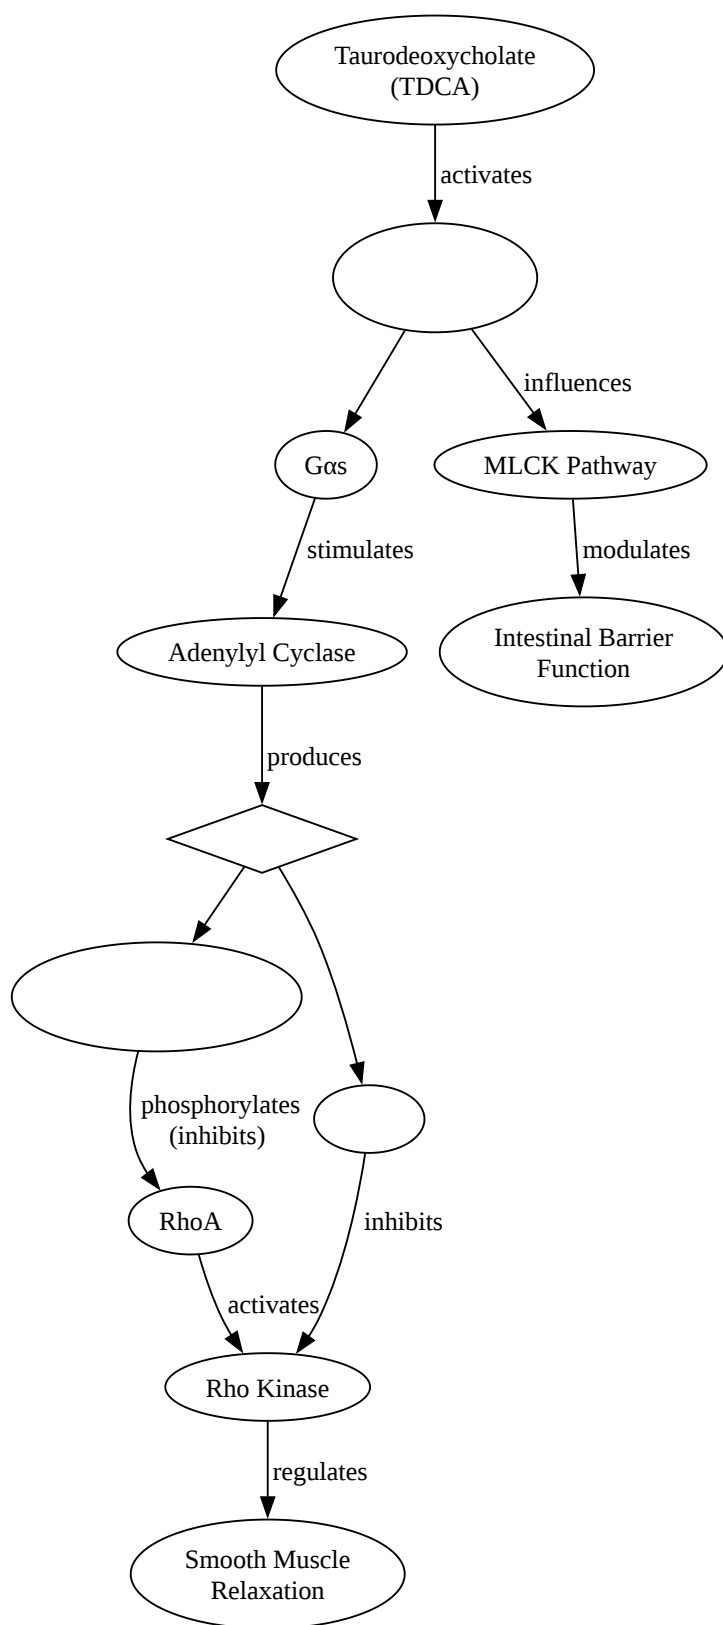 Taurodeoxycholate
(TDCA)
activates
influences
Gαs
MLCK Pathway
stimulates
modulates
Adenylyl Cyclase
Intestinal Barrier
Function
produces
phosphorylates
(inhibits)
RhoA
inhibits
activates
Rho Kinase
regulates
Smooth Muscle
Relaxation